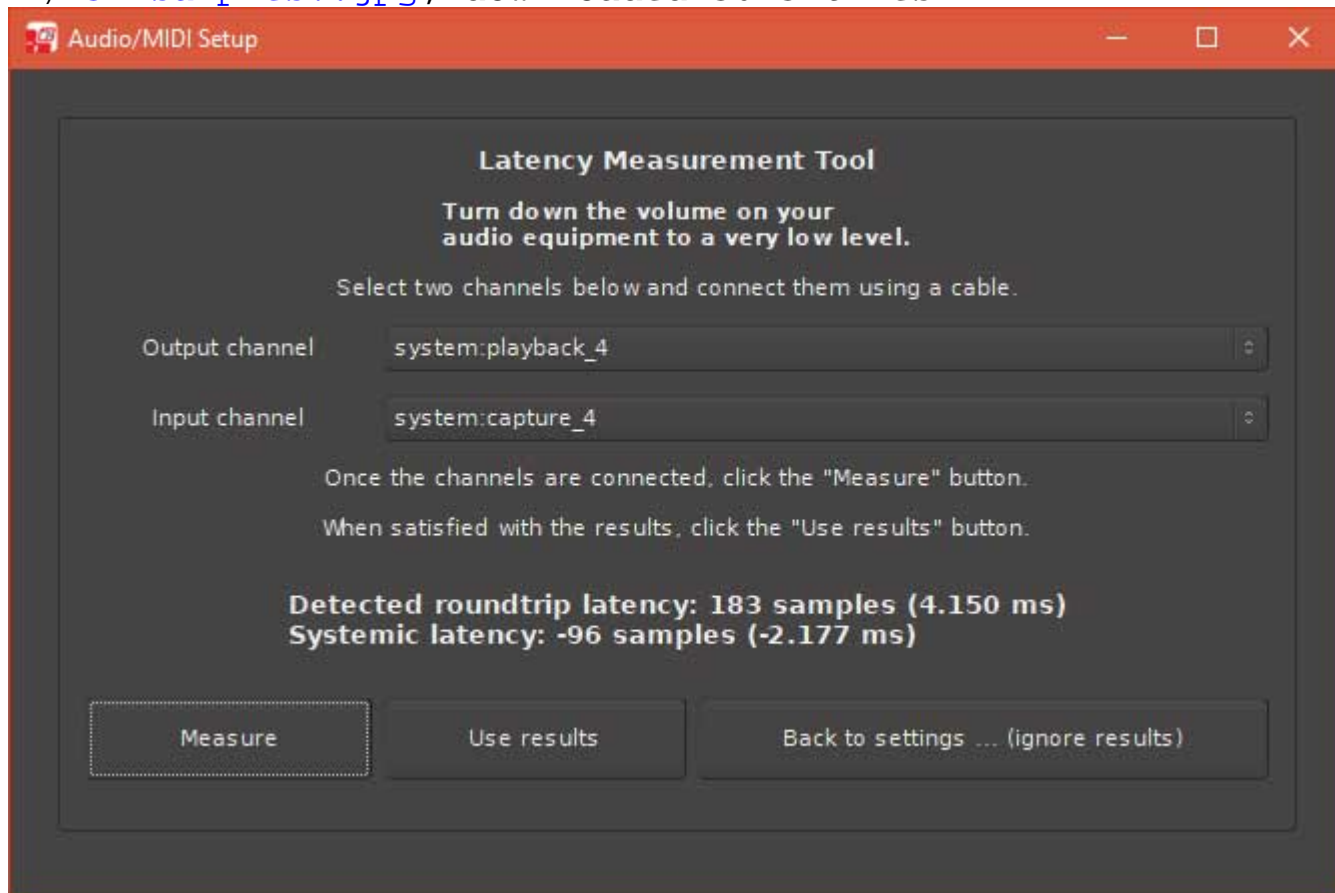 Audio/MIDI Setup
Latency Measurement Tool
Turn down the volume on your
audio equipment to a very low level.
Select two channels below and connect them using a cable.
Output channel system:playback_4
Input channel system:capture_4
Once the channels are connected, click the "Measure" button.
When satisfied with the results, click the "Use results" button.
Detected roundtrip latency: 183 samples (4.150 ms)
Systemic latency: -96 samples (-2.177 ms)
Measure Use results Back to settings ... (ignore results)